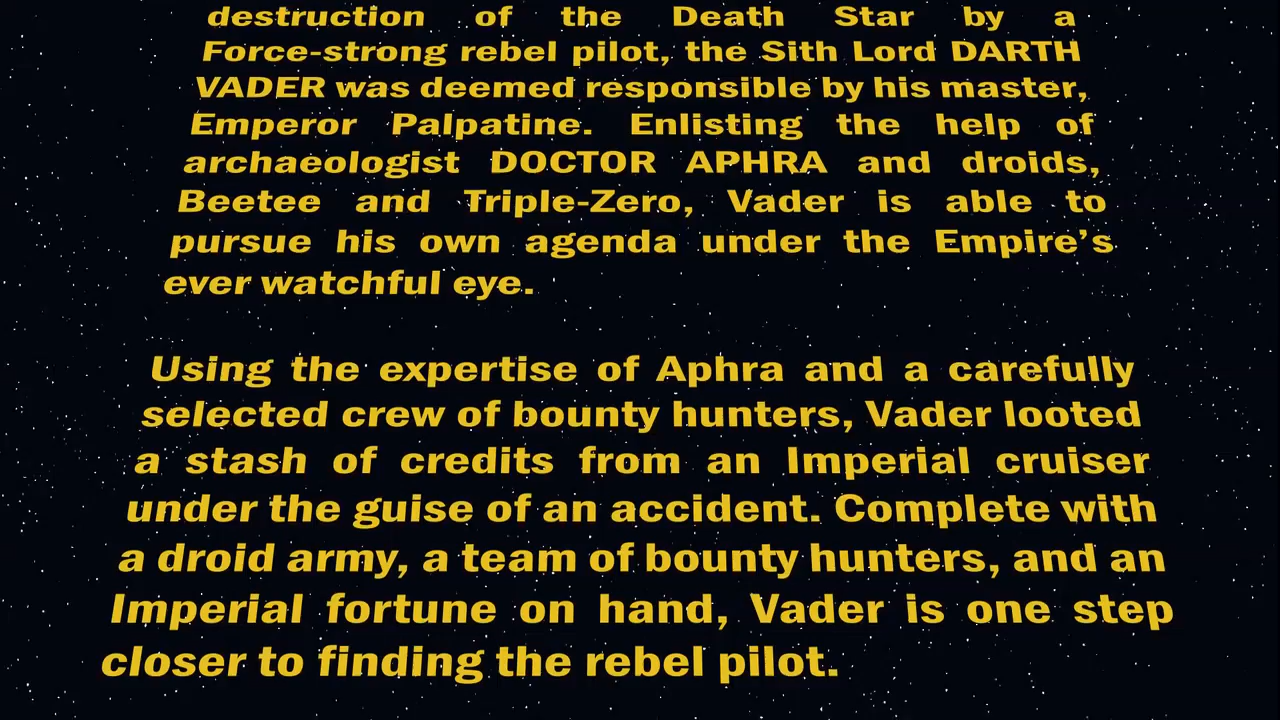 destruction of the Death Star by a
Force-strong rebel pilot, the Sith Lord DARTH
VADER was deemed responsible by his master,
Emperor Palpatine. Enlisting the help of
archaeologist DOCTOR APHRA and droids,
Beetee and Triple-Zero, Vader is able to
pursue his own agenda under the Empire’s
ever watchful eye.
Using the expertise of Aphra and a carefully
selected crew of bounty hunters, Vader looted
a stash of credits from an Imperial cruiser
under the guise of an accident. Complete with
a droid army, a team of bounty hunters, and an
Imperial fortune on hand, Vader is one step
closer to finding the rebel pilot.